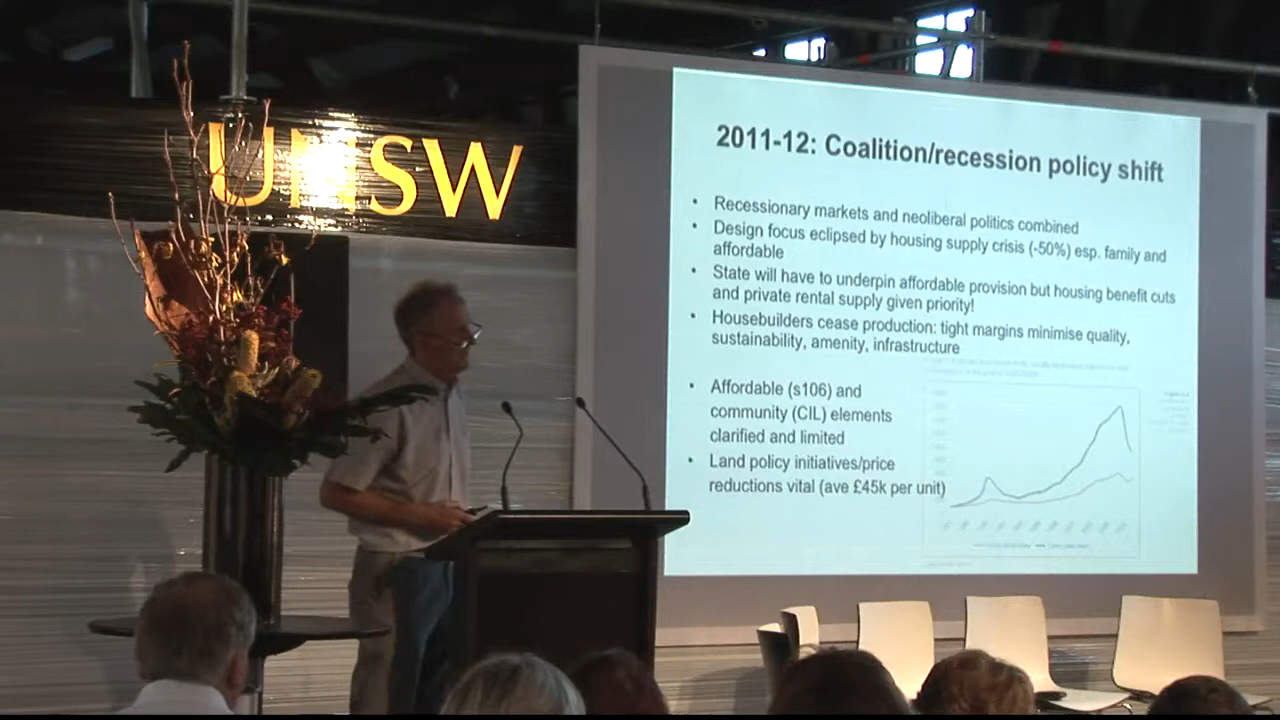 UNSW
2011-12: Coalition/recession policy shift
• Recessionary markets and neoliberal politics combined
• Design focus eclipsed by housing supply crisis (-50%) esp. family and
affordable
• State will have to underpin affordable provision but housing benefit cuts
and private rental supply given priority!
• Housebuilders cease production: tight margins minimise quality,
sustainability, amenity, infrastructure
• Affordable (s106) and
community (CIL) elements
clarified and limited
• Land policy initiatives/price
reductions vital (ave £45k per unit)